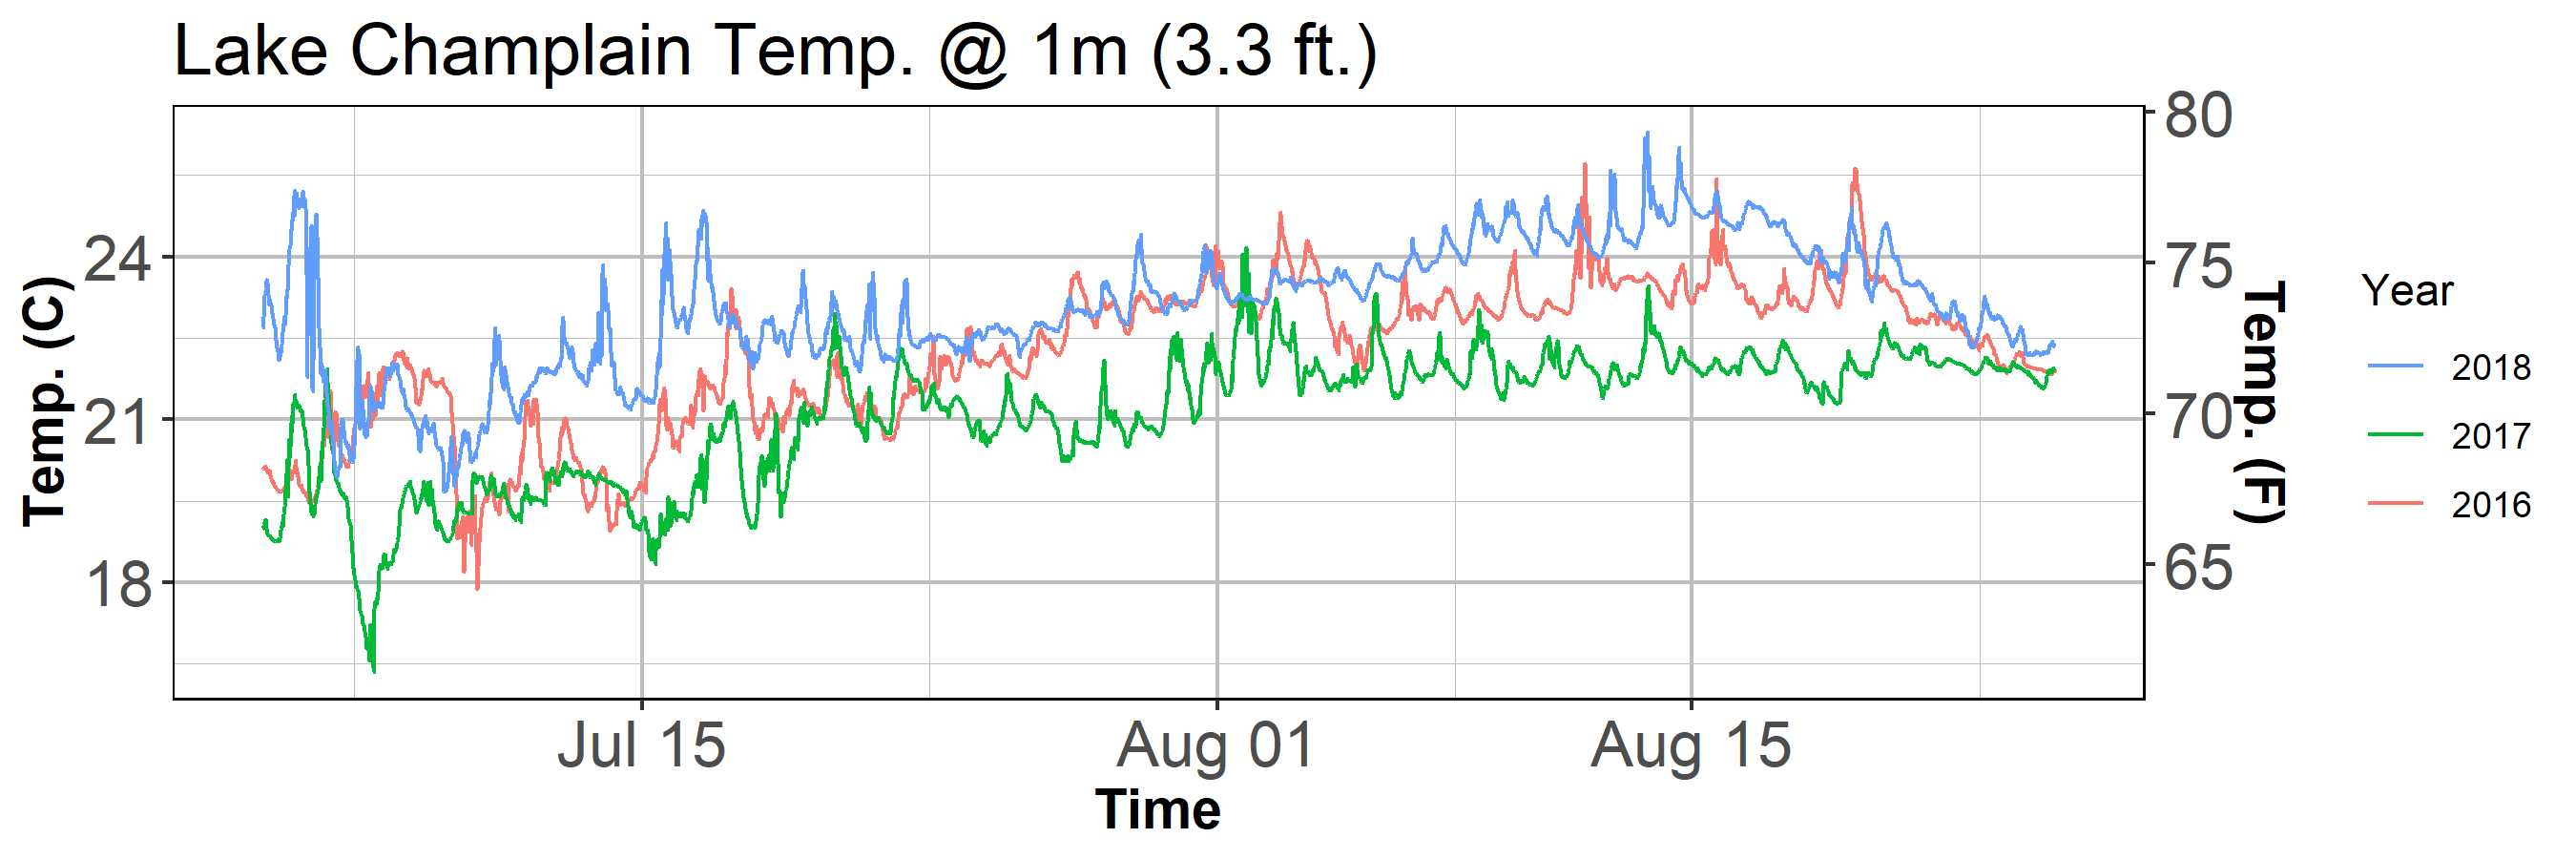 Lake Champlain Temp. @ 1m (3.3 ft.)
Temp. (C)
24
21
18
80
75
70
65
Temp. (F)
Jul 15
Aug 01
Aug 15
Time
Year
2018
2017
2016